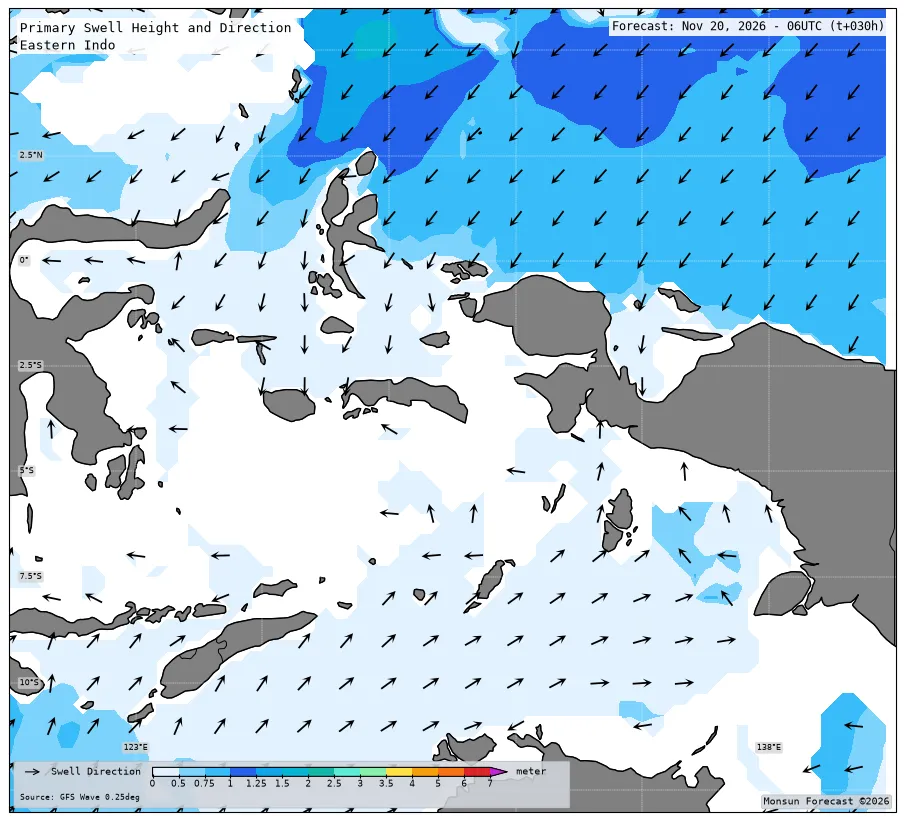 Primary Swell Height and Direction
Eastern Indo
Forecast: Nov 20, 2026 - 06UTC (t+030h)
2.5°N
0°
2.5°S
5°S
7.5°S
10°S
123°E
138°E
Swell Direction
0 0.5 0.75 1 1.25 1.5 2 2.5 3 3.5 4 5 6 7
meter
Source: GFS Wave 0.25deg
Monsun Forecast ©2026